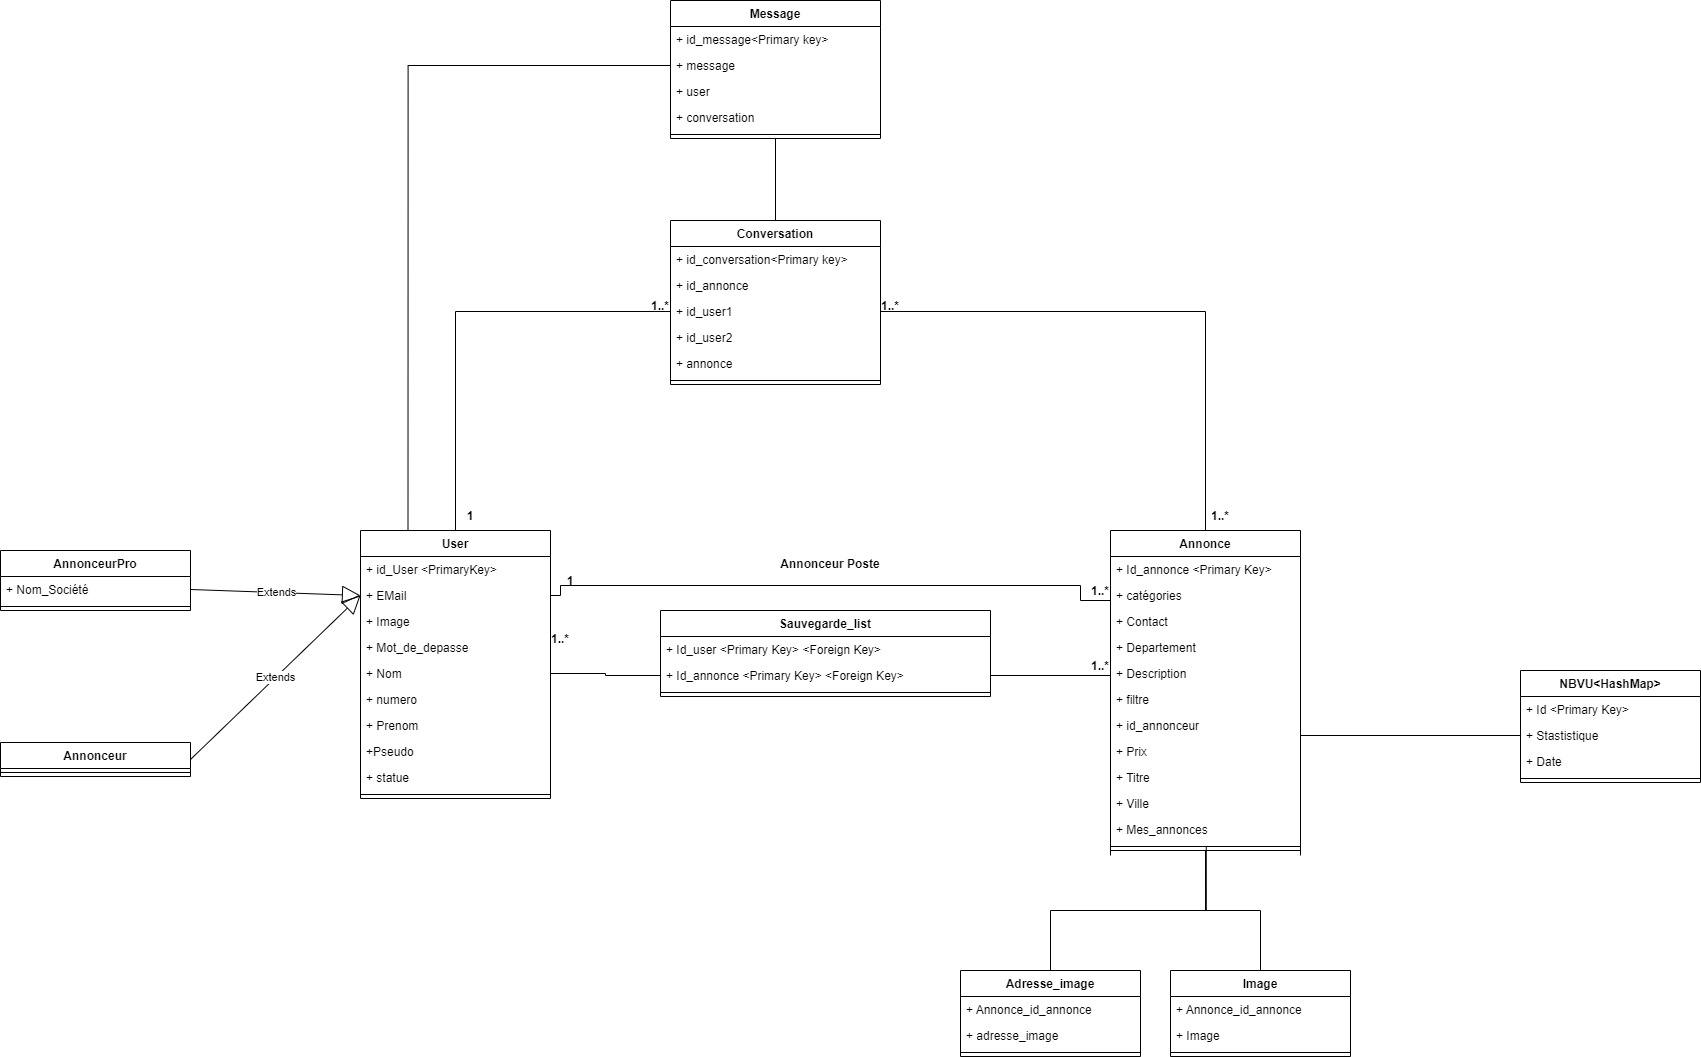 Message
+ id_message<Primary key>
+ message
+ user
+ conversation
Conversation
+ id_conversation<Primary key>
+ id_annonce
+ id_user1
+ id_user2
+ annonce
1..*
1..*
1
1..*
AnnonceurPro
+ Nom_Société
Extends
Extends
Annonceur
User
+ id_User <PrimaryKey>
+ EMail
+ Image
+ Mot_de_depasse
+ Nom
+ numero
+ Prenom
+Pseudo
+ statue
Annonceur Poste
1
1..*
1..*
1..*
Sauvegarde_list
+ Id_user <Primary Key> <Foreign Key>
+ Id_annonce <Primary Key> <Foreign Key>
Annonce
+ Id_annonce <Primary Key>
+ catégories
+ Contact
+ Departement
+ Description
+ filtre
+ id_annonceur
+ Prix
+ Titre
+ Ville
+ Mes_annonces
NBVU<HashMap>
+ Id <Primary Key>
+ Stastistique
+ Date
Adresse_image
+ Annonce_id_annonce
+ adresse_image
Image
+ Annonce_id_annonce
+ Image